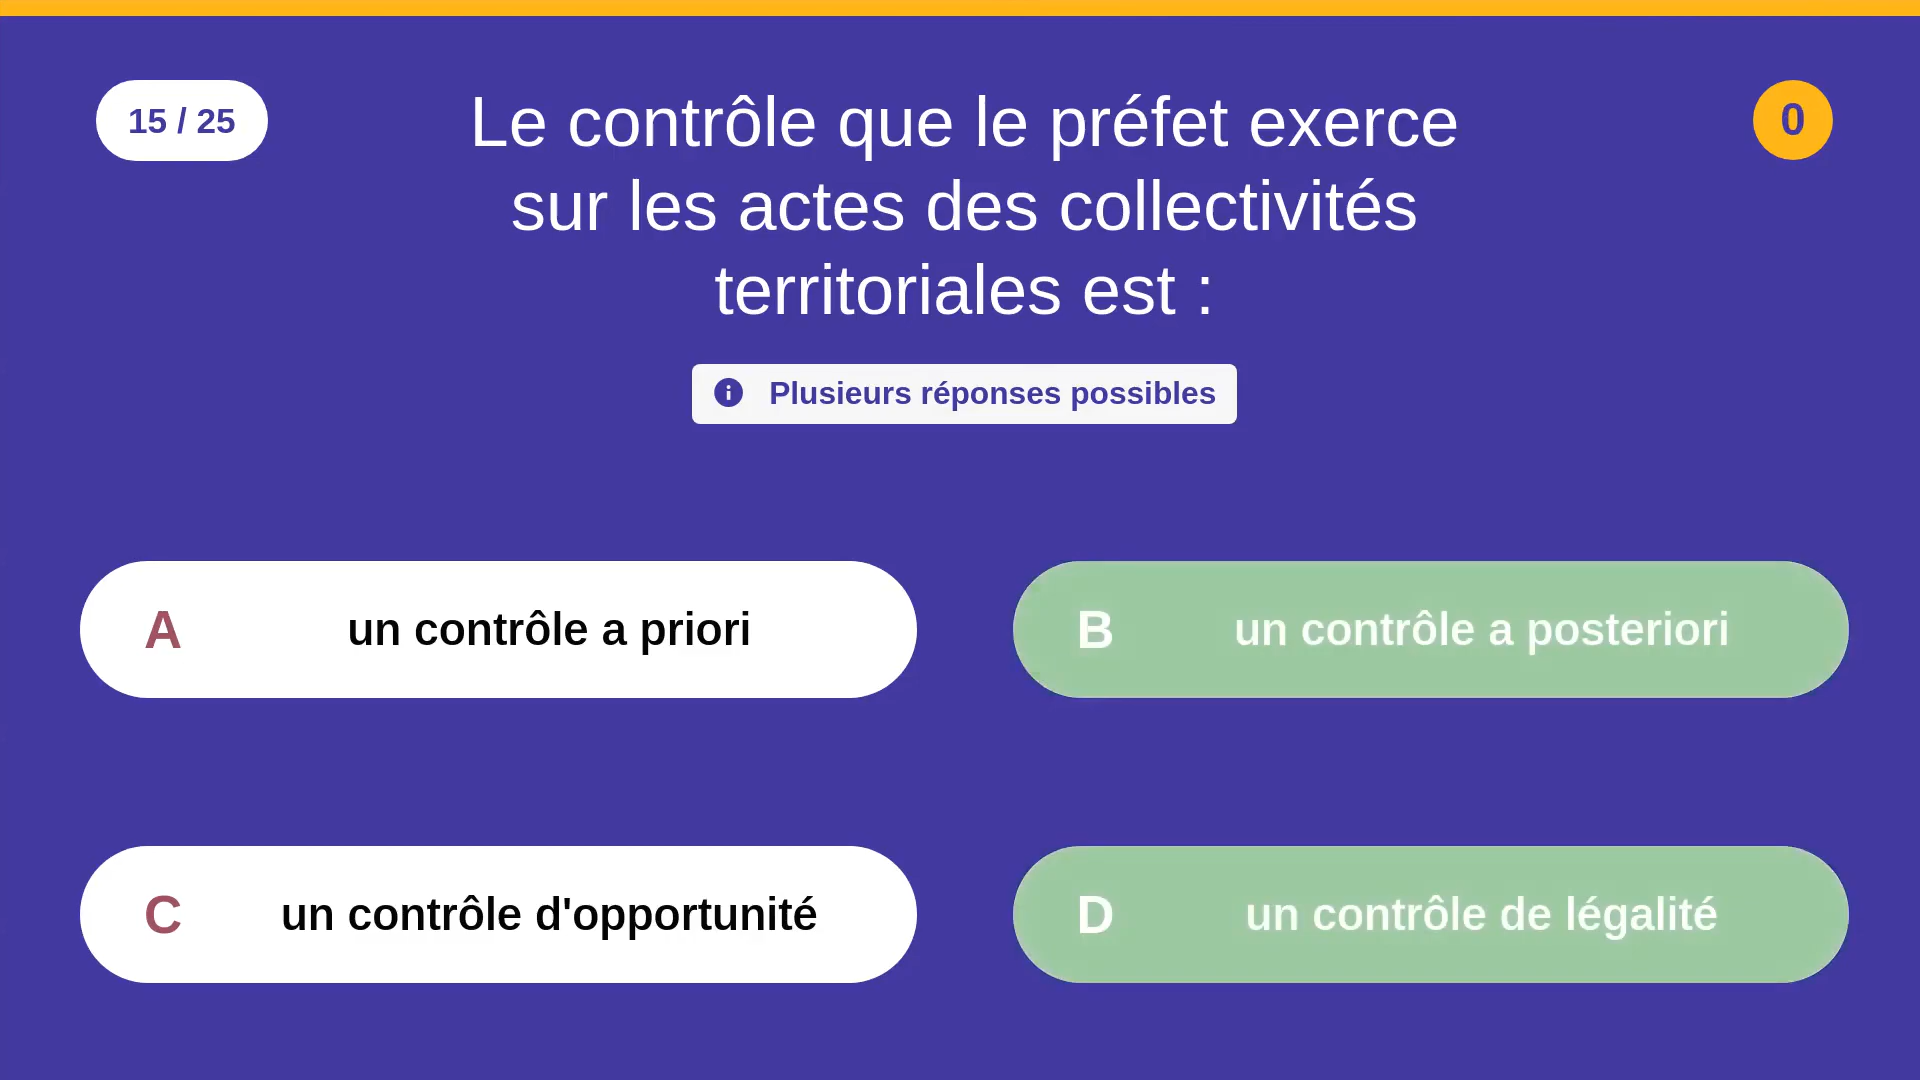 15 / 25
Le contrôle que le préfet exerce
sur les actes des collectivités
territoriales est :
0
Plusieurs réponses possibles
A un contrôle a priori
B un contrôle a posteriori
C un contrôle d'opportunité
D un contrôle de légalité